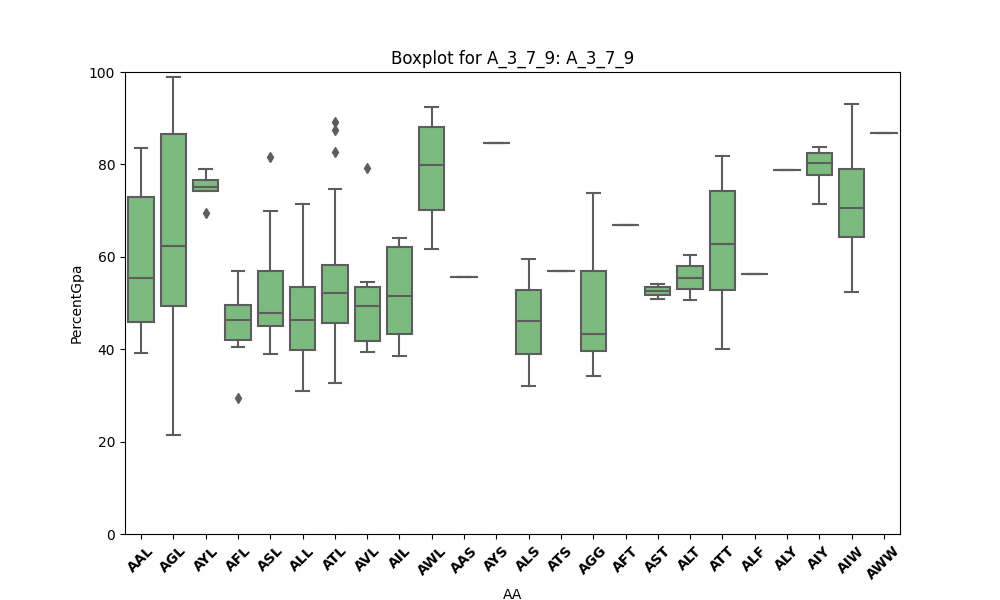 Boxplot for A_3_7_9: A_3_7_9
100
80
60
40
20
0
PercentGpa
AAL AGL AYL AFL ASL ALL ATL AVL AIL AWL AAS AYS ALS ATS AGG AFT AST ALT ATT ALF ALY AIY AIW AWW
AA